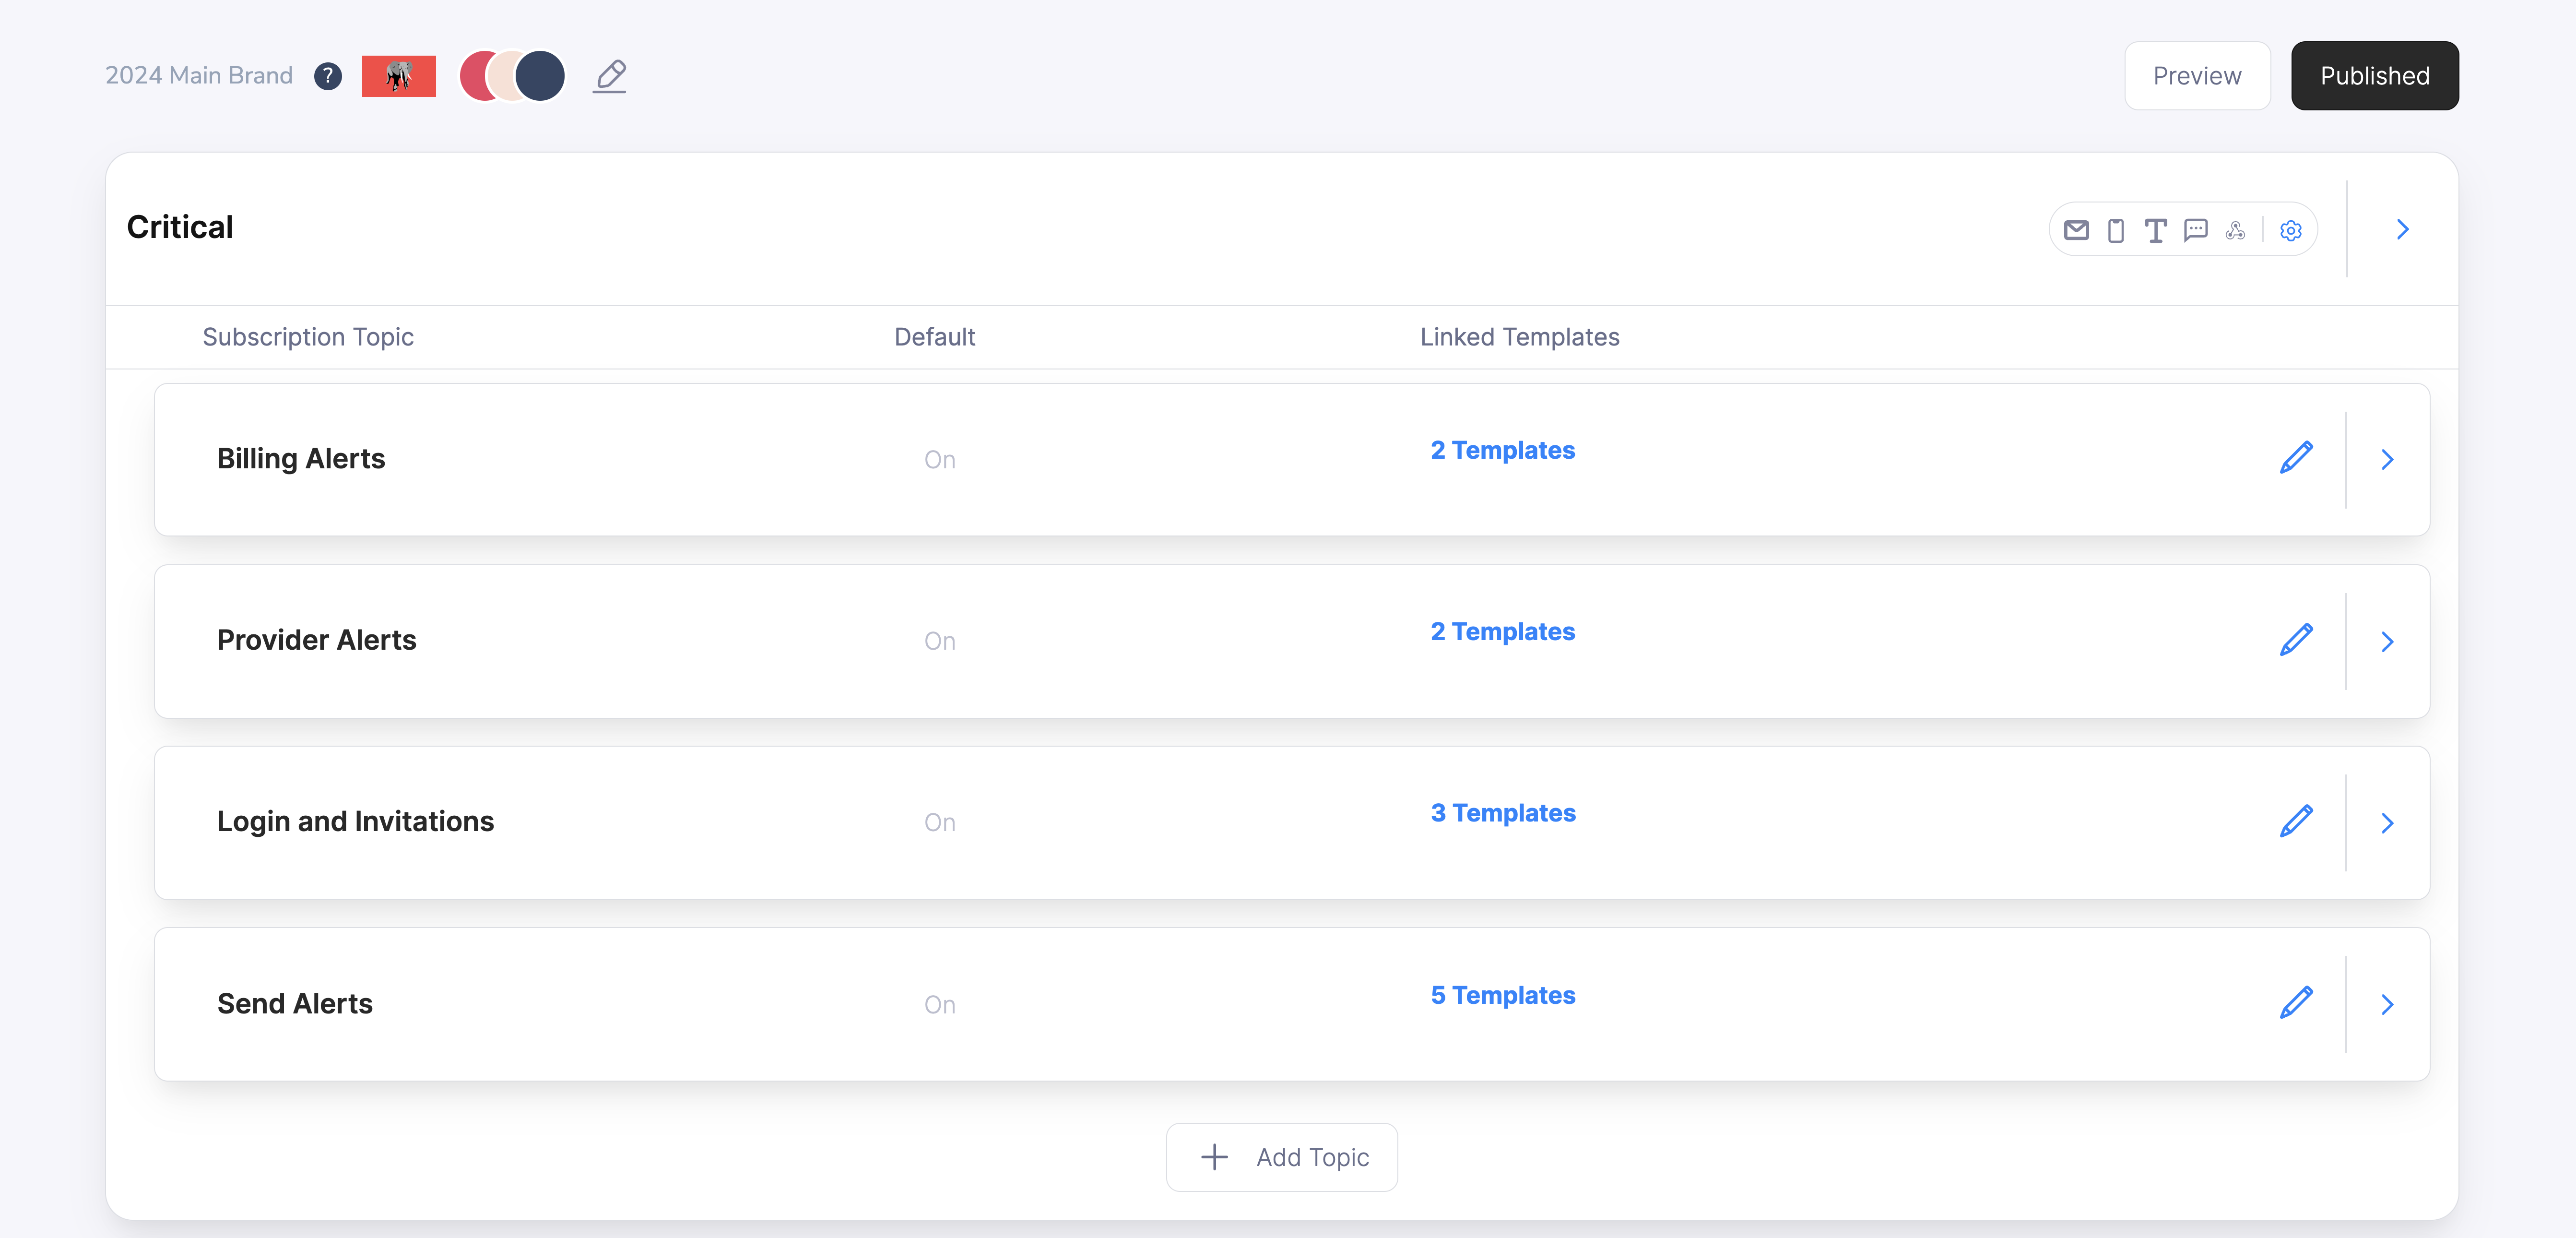 2024 Main Brand ?
Preview
Published
Critical
Subscription Topic Default Linked Templates
Billing Alerts On 2 Templates
Provider Alerts On 2 Templates
Login and Invitations On 3 Templates
Send Alerts On 5 Templates
Add Topic